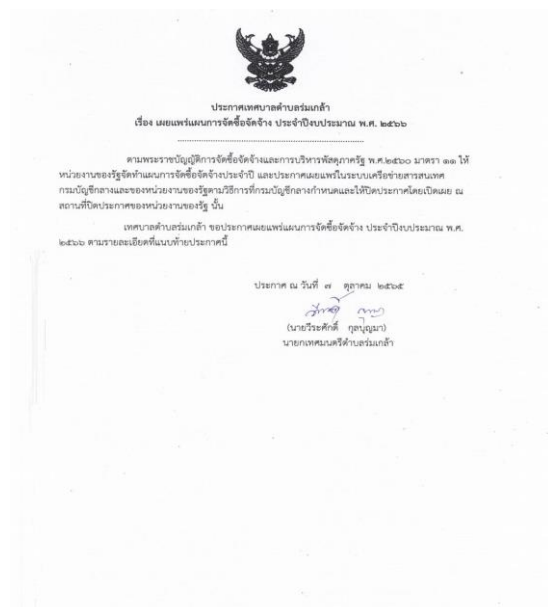 ประกาศเทศบาลตำบลร่มเกล้า
เรื่อง เผยแพร่แผนการจัดซื้อจัดจ้าง ประจำปีงบประมาณ พ.ศ. ๒๕๖๖
ตามพระราชบัญญัติการจัดซื้อจัดจ้างและการบริหารพัสดุภาครัฐ พ.ศ.๒๕๖๐ มาตรา ๑๑ ให้
หน่วยงานของรัฐจัดทำแผนการจัดซื้อจัดจ้างประจำปี และประกาศเผยแพร่ในระบบเครือข่ายสารสนเทศ
กรมบัญชีกลางและของหน่วยงานของรัฐตามวิธีการที่กรมบัญชีกลางกำหนดและให้ปิดประกาศโดยเปิดเผย ณ
สถานที่ปิดประกาศของหน่วยงานของรัฐ นั้น
เทศบาลตำบลร่มเกล้า ขอประกาศเผยแพร่แผนการจัดซื้อจัดจ้าง ประจำปีงบประมาณ พ.ศ.
๒๕๖๖ ตามรายละเอียดที่แนบท้ายประกาศนี้
ประกาศ ณ วันที่ ๗ ตุลาคม ๒๕๖๕
(นายวีระศักดิ์ กุลบุญมา)
นายกเทศมนตรีตำบลร่มเกล้า